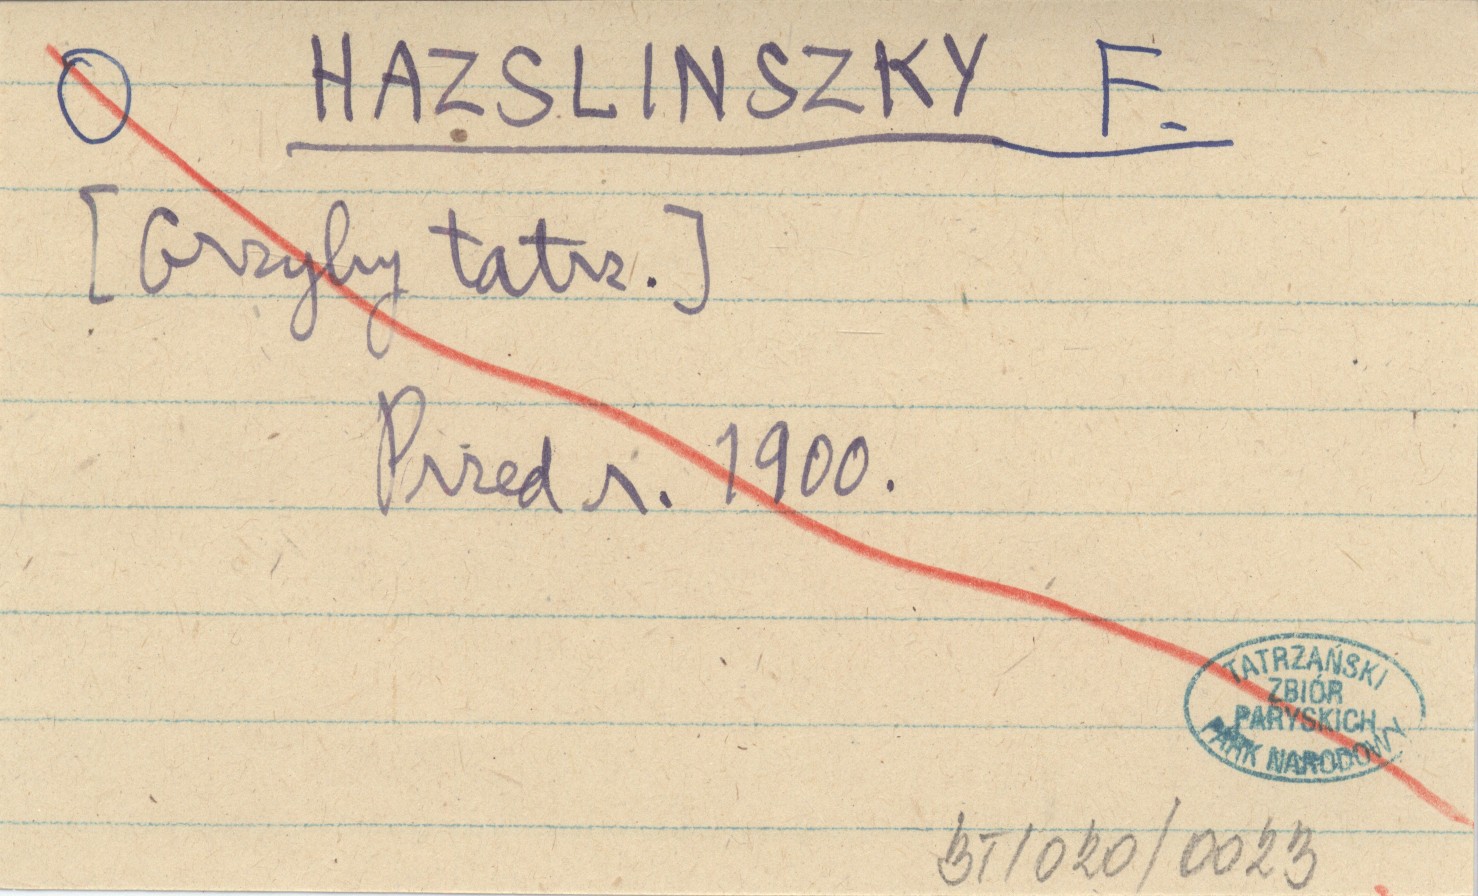 HAZSLINSZKY F.
[Grzyby tatrz.]
Przed r. 1900.
TATRZAŃSKI
ZBIÓR
PARYSKICH
PARK NARODOWY
BT/020/0023